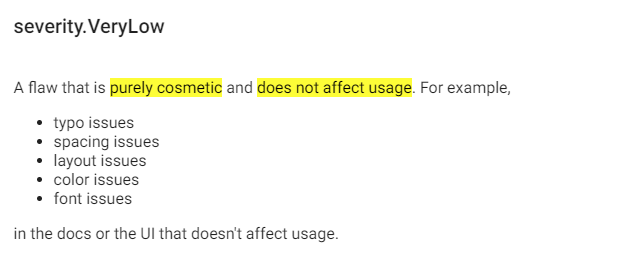 severity.VeryLow
A flaw that is purely cosmetic and does not affect usage. For example,
• typo issues
• spacing issues
• layout issues
• color issues
• font issues
in the docs or the UI that doesn't affect usage.